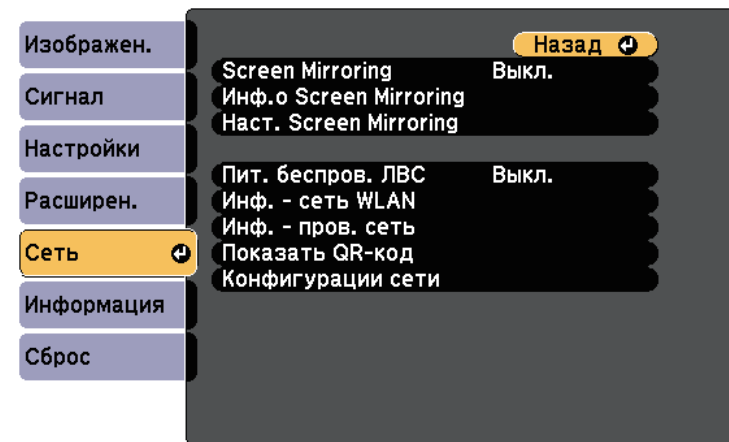 Изображен.
Сигнал
Настройки
Расширен.
Сеть
Информация
Сброс
Назад
Screen Mirroring Выкл.
Инф.о Screen Mirroring
Наст. Screen Mirroring
Пит. беспров. ЛВС Выкл.
Инф. - сеть WLAN
Инф. - пров. сеть
Показать QR-код
Конфигурации сети